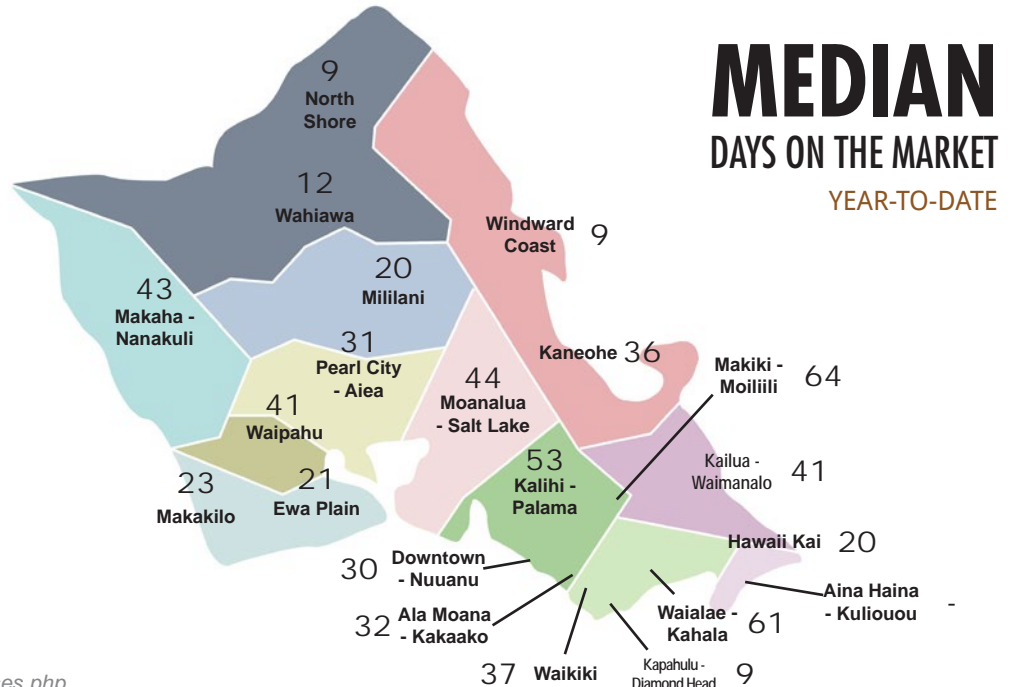 MEDIAN
DAYS ON THE MARKET
YEAR-TO-DATE
9
North
Shore
12
Wahiawa
Windward
Coast 9
20
Mililani
43
Makaha -
Nanakuli
31
Pearl City
- Aiea
Kaneohe 36
Makiki -
Moiliili 64
44
Moanalua
- Salt Lake
41
Waipahu
53
Kalihi -
Palama
Kailua -
Waimanalo 41
23
Makakilo
21
Ewa Plain
Hawaii Kai 20
30 Downtown
- Nuuanu
Aina Haina
- Kuliouou -
32 Ala Moana
- Kakaako
Waialae -
Kahala 61
37 Waikiki
Kapahulu -
Diamond Head 9
es.php